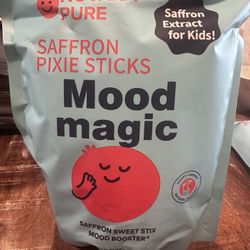 PURE
Saffron
Extract
for Kids!
SAFFRON
PIXIE STICKS
Mood
magic
SAFFRON SWEET STIX
MOOD BOOSTER*